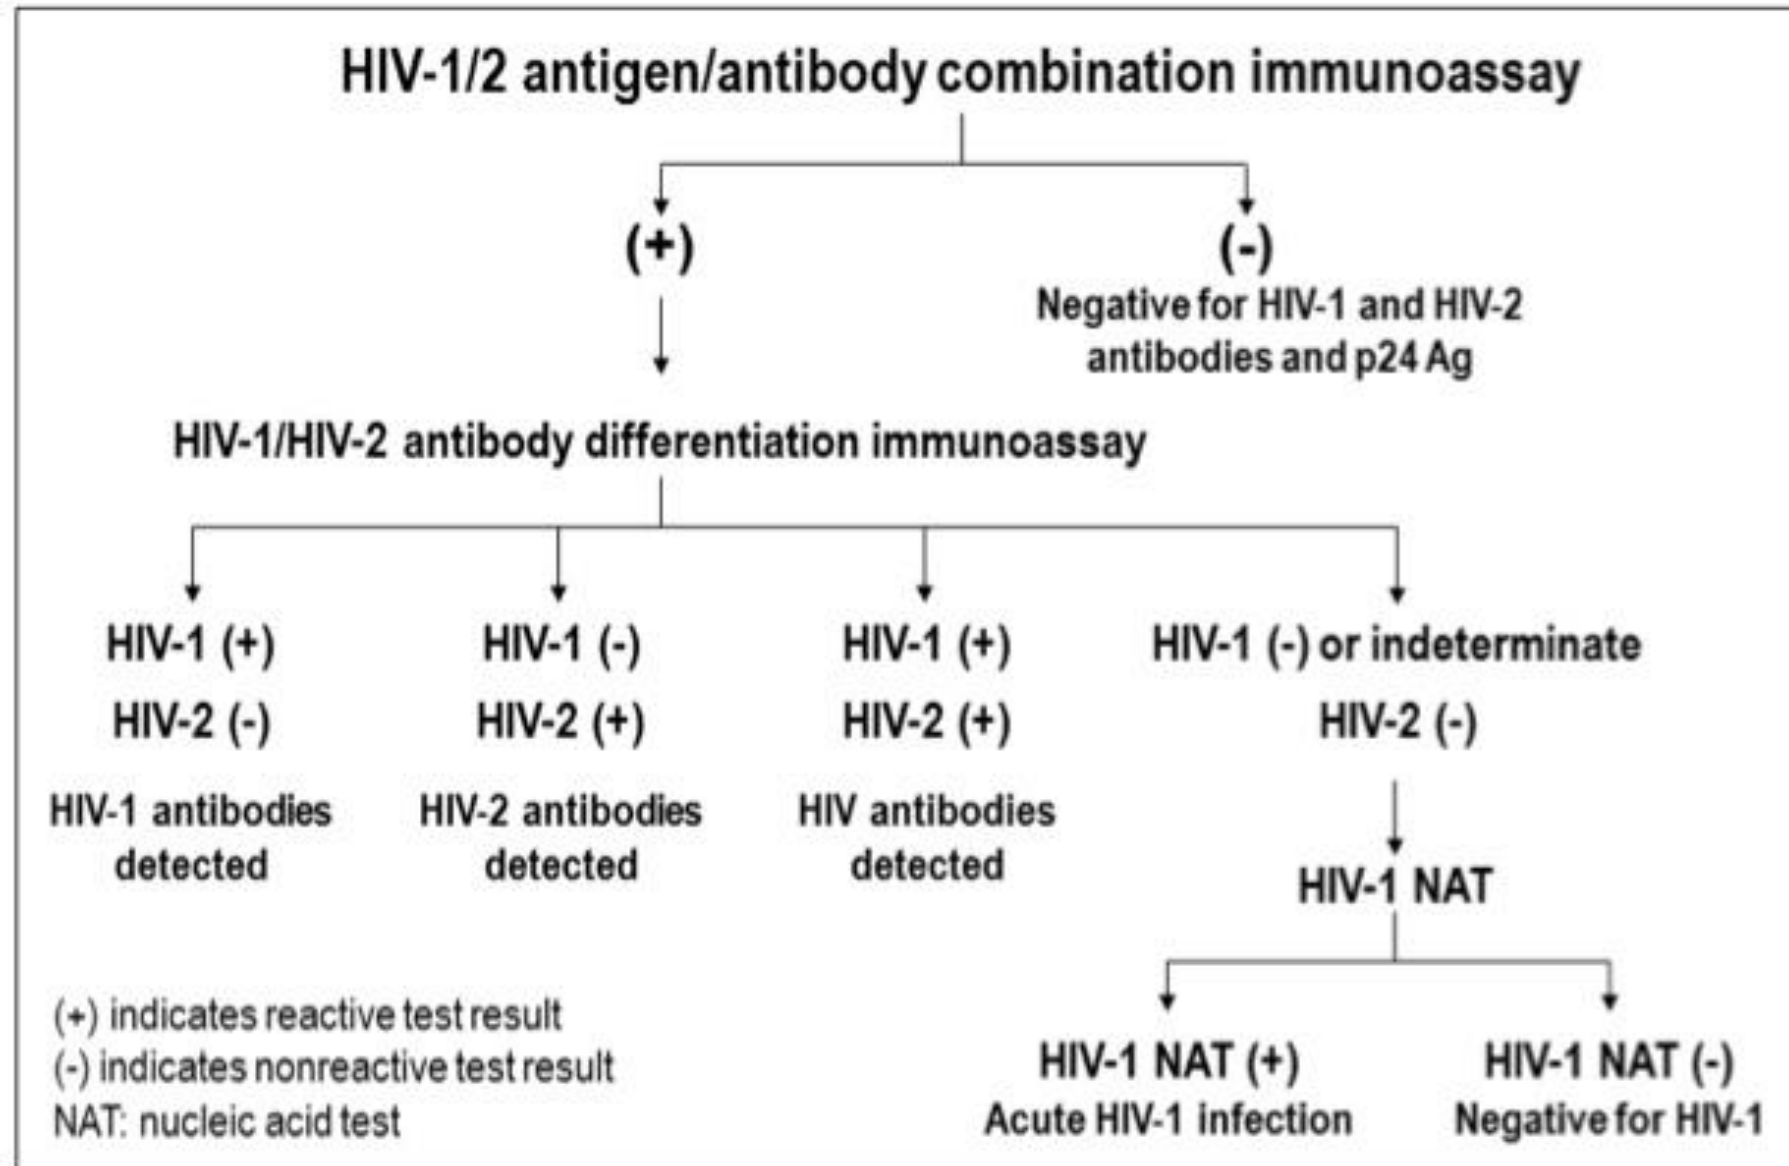 HIV-1/2 antigen/antibody combination immunoassay
(+)
(-)
Negative for HIV-1 and HIV-2
antibodies and p24 Ag
HIV-1/HIV-2 antibody differentiation immunoassay
HIV-1 (+)
HIV-2 (-)
HIV-1 antibodies
detected
HIV-1 (-)
HIV-2 (+)
HIV-2 antibodies
detected
HIV-1 (+)
HIV-2 (+)
HIV antibodies
detected
HIV-1 (-) or indeterminate
HIV-2 (-)
HIV-1 NAT
HIV-1 NAT (+)
Acute HIV-1 infection
HIV-1 NAT (-)
Negative for HIV-1
(+) indicates reactive test result
(-) indicates nonreactive test result
NAT: nucleic acid test